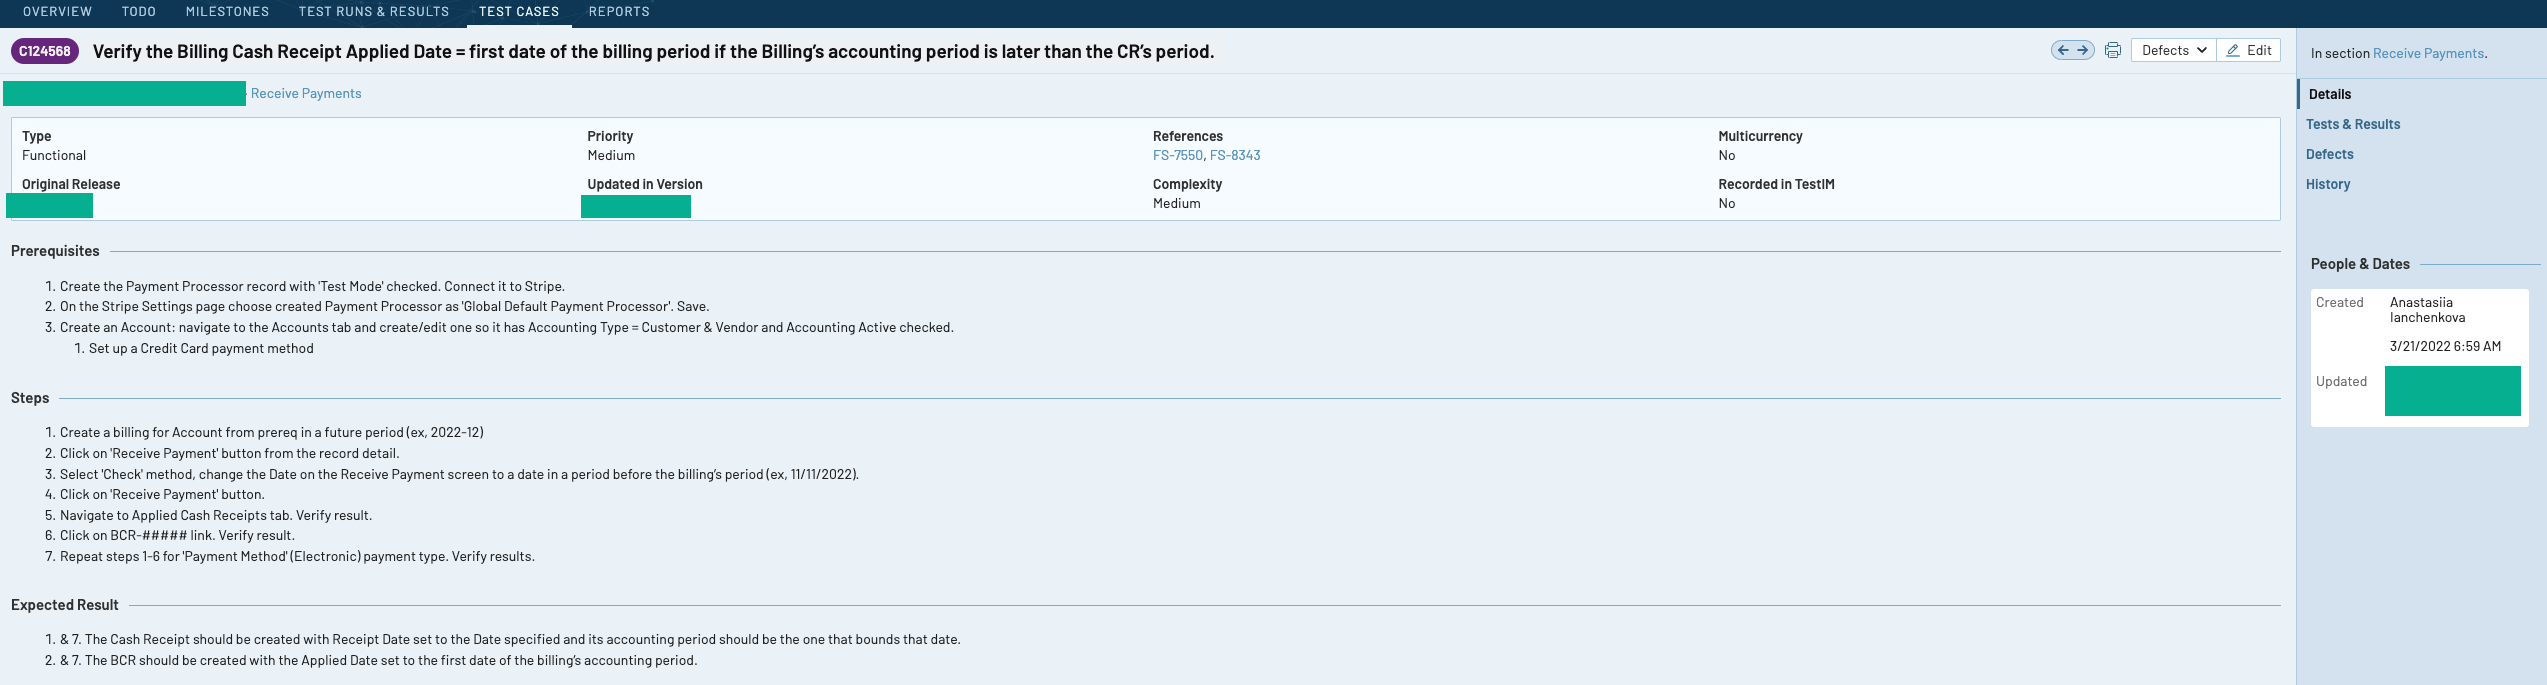 OVERVIEW TODO MILESTONES TEST RUNS & RESULTS TEST CASES REPORTS
C124568 Verify the Billing Cash Receipt Applied Date = first date of the billing period if the Billing's accounting period is later than the CR's period.
Defects Edit
In section Receive Payments.
Receive Payments
Details
Tests & Results
Defects
History
Type Priority References Multicurrency
Functional Medium FS-7550, FS-8343 No
Original Release Updated in Version Complexity Recorded in TestIM
Medium No
Prerequisites
1. Create the Payment Processor record with 'Test Mode' checked. Connect it to Stripe.
2. On the Stripe Settings page choose created Payment Processor as 'Global Default Payment Processor'. Save.
3. Create an Account: navigate to the Accounts tab and create/edit one so it has Accounting Type = Customer & Vendor and Accounting Active checked.
1. Set up a Credit Card payment method
People & Dates
Created Anastasiia
Ianchenkova
3/21/2022 6:59 AM
Updated
Steps
1. Create a billing for Account from prereq in a future period (ex, 2022-12)
2. Click on 'Receive Payment' button from the record detail.
3. Select 'Check' method, change the Date on the Receive Payment screen to a date in a period before the billing's period (ex, 11/11/2022).
4. Click on 'Receive Payment' button.
5. Navigate to Applied Cash Receipts tab. Verify result.
6. Click on BCR-##### link. Verify result.
7. Repeat steps 1-6 for 'Payment Method' (Electronic) payment type. Verify results.
Expected Result
1. & 7. The Cash Receipt should be created with Receipt Date set to the Date specified and its accounting period should be the one that bounds that date.
2. & 7. The BCR should be created with the Applied Date set to the first date of the billing's accounting period.